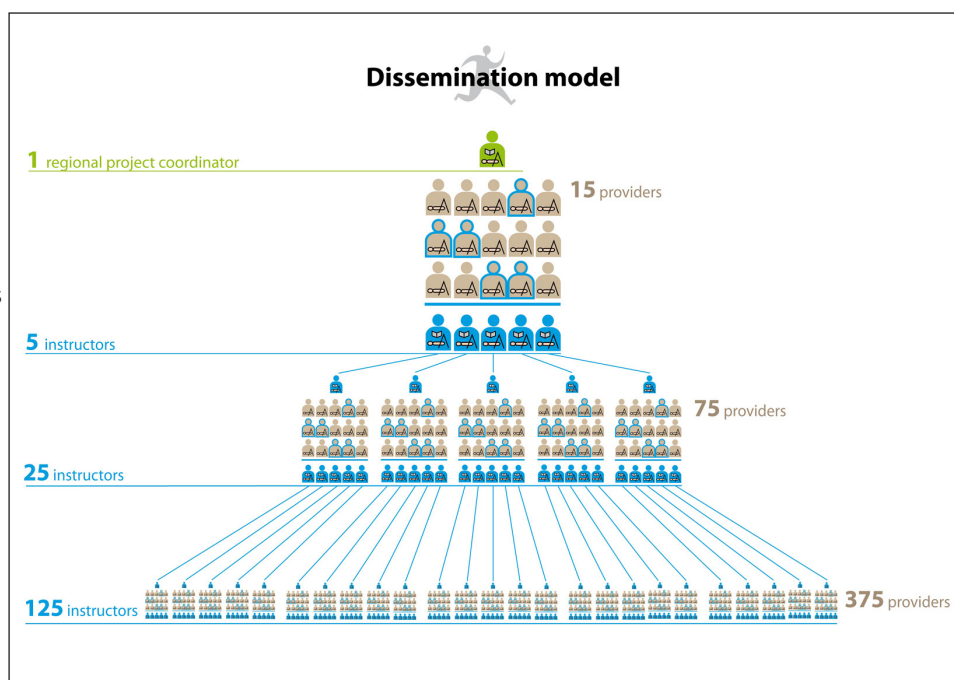 Dissemination model
1 regional project coordinator
15 providers
5 instructors
75 providers
25 instructors
125 instructors
375 providers